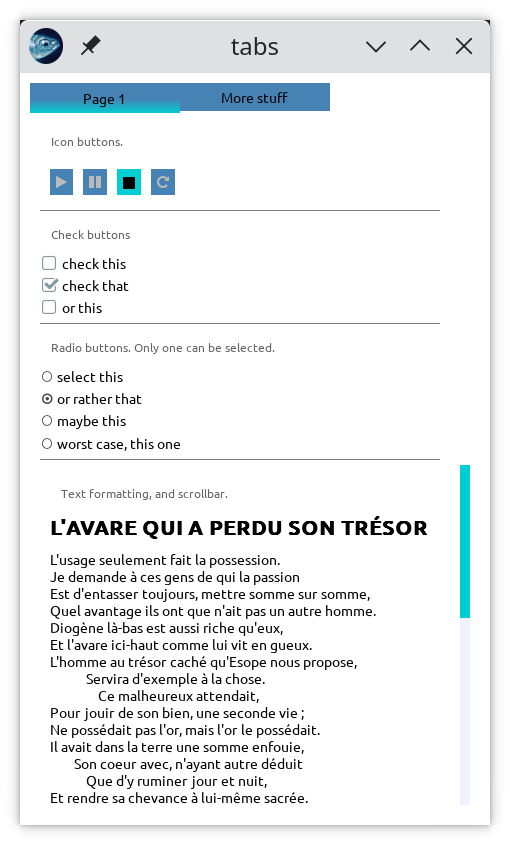 tabs
Page 1
More stuff
Icon buttons.
Check buttons
check this
check that
or this
Radio buttons. Only one can be selected.
select this
or rather that
maybe this
worst case, this one
Text formatting, and scrollbar.
L'AVARE QUI A PERDU SON TRÉSOR
L'usage seulement fait la possession.
Je demande à ces gens de qui la passion
Est d'entasser toujours, mettre somme sur somme,
Quel avantage ils ont que n'ait pas un autre homme.
Diogène là-bas est aussi riche qu'eux,
Et l'avare ici-haut comme lui vit en gueux.
L'homme au trésor caché qu'Esope nous propose,
Servira d'exemple à la chose.
Ce malheureux attendait,
Pour jouir de son bien, une seconde vie ;
Ne possédait pas l'or, mais l'or le possédait.
Il avait dans la terre une somme enfouie,
Son coeur avec, n'ayant autre déduit
Que d'y ruminer jour et nuit,
Et rendre sa chevance à lui-même sacrée.